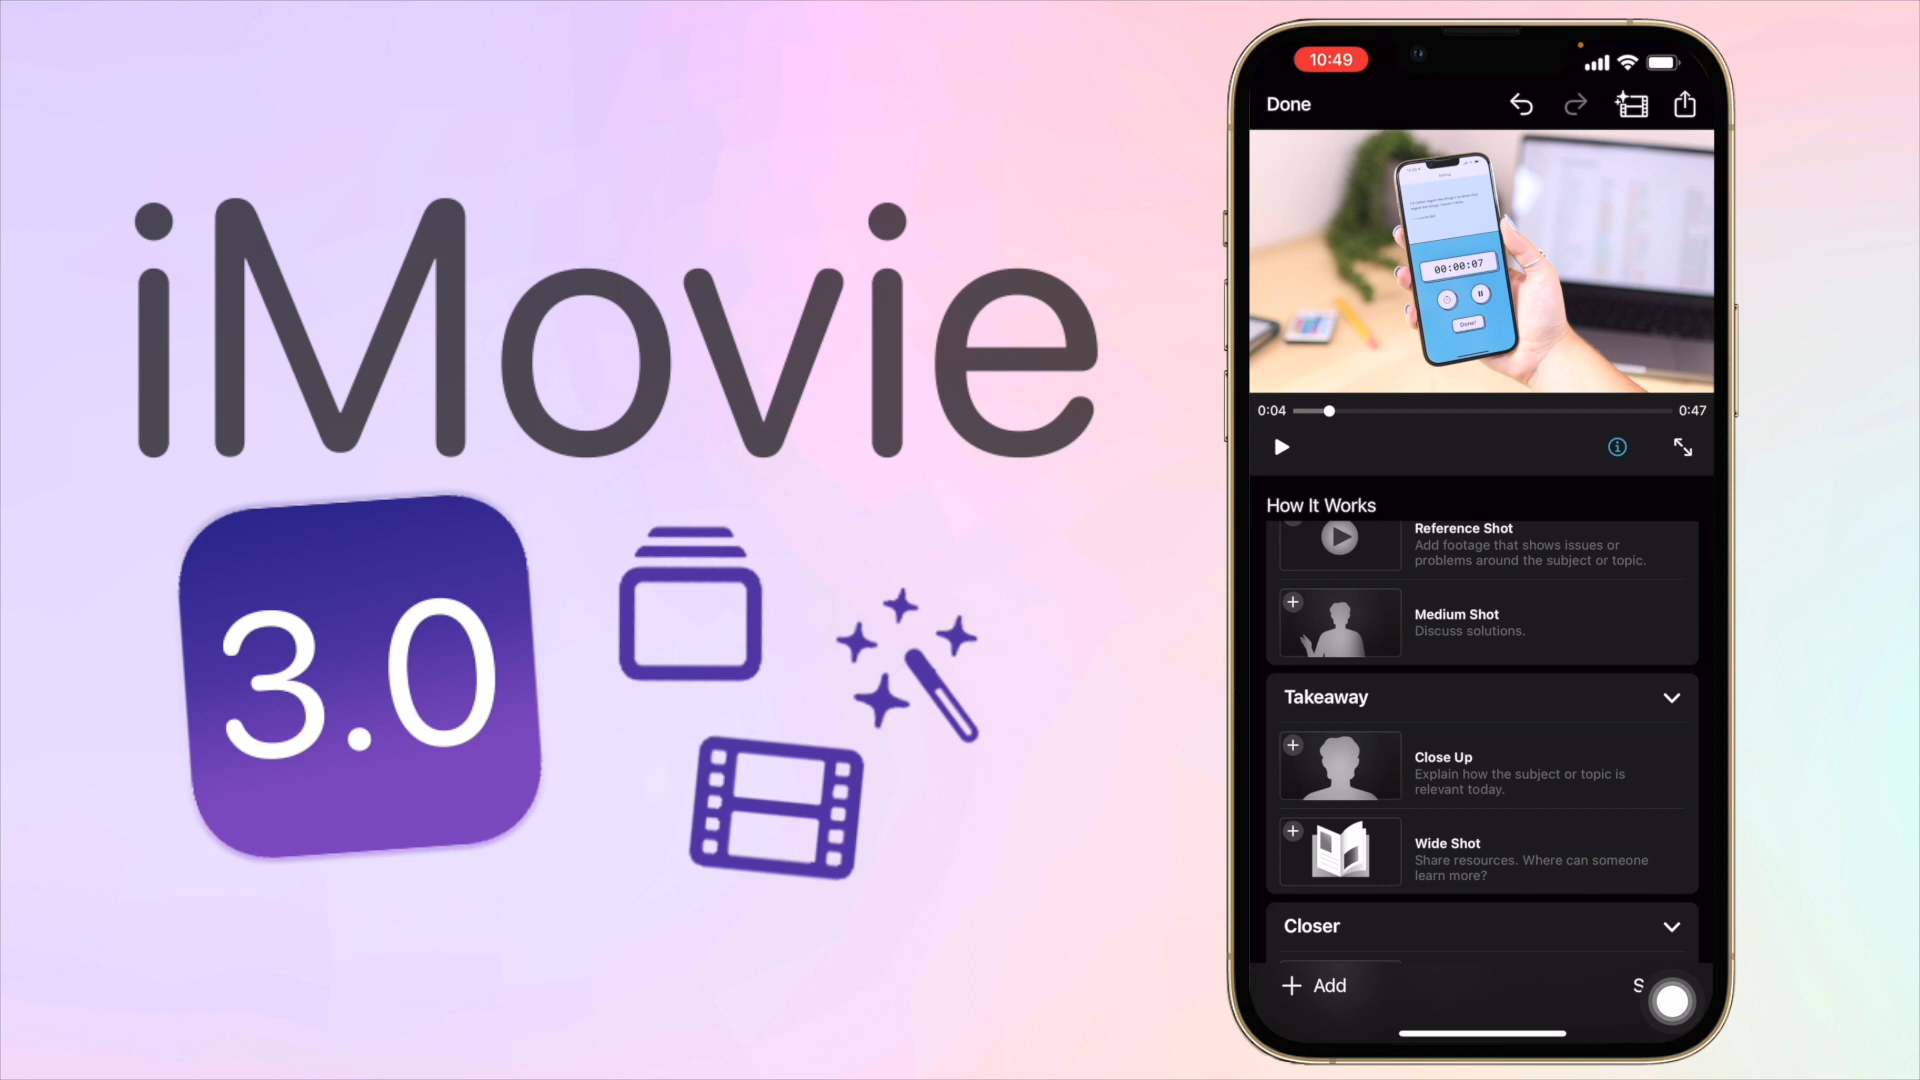 iMovie
3.0
10:49
Done
00:00:07
Done!
0:04
0:47
How It Works
Reference Shot
Add footage that shows issues or
problems around the subject or topic.
Medium Shot
Discuss solutions.
Takeaway
Close Up
Explain how the subject or topic is
relevant today.
Wide Shot
Share resources. Where can someone
learn more?
Closer
Add
S